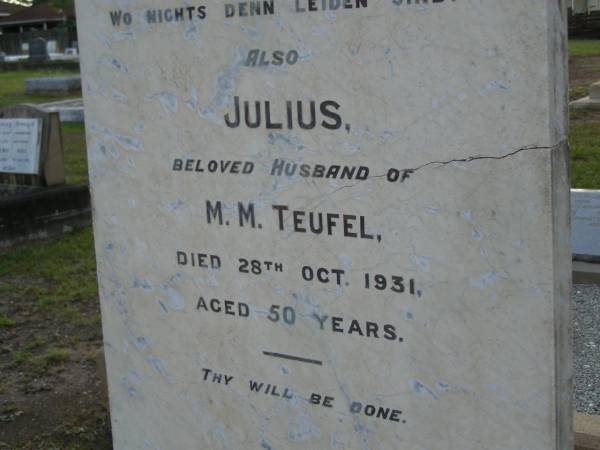 WO NICHTS DENN LEIDEN SIND.
ALSO
JULIUS,
BELOVED HUSBAND OF
M. M. TEUFEL,
DIED 28TH OCT. 1931,
AGED 50 YEARS.
THY WILL BE DONE.